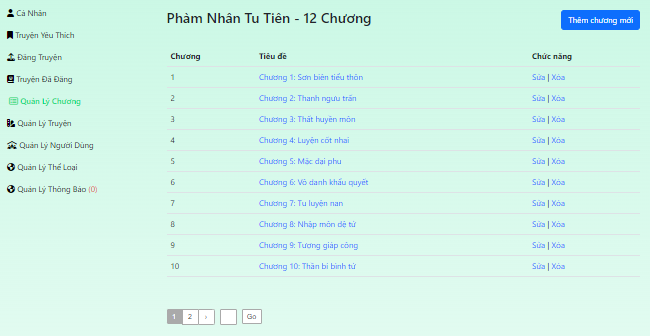 Cá Nhân
Truyện Yêu Thích
Đăng Truyện
Truyện Đã Đăng
Quản Lý Chương
Quản Lý Truyện
Quản Lý Người Dùng
Quản Lý Thể Loại
Quản Lý Thông Báo (0)
Phàm Nhân Tu Tiên - 12 Chương
Thêm chương mới
Chương Tiêu đề Chức năng
1 Chương 1: Sơn biên tiểu thôn Sửa | Xóa
2 Chương 2: Thanh ngưu trấn Sửa | Xóa
3 Chương 3: Thất huyền môn Sửa | Xóa
4 Chương 4: Luyện cốt nhai Sửa | Xóa
5 Chương 5: Mặc đại phu Sửa | Xóa
6 Chương 6: Vô danh khẩu quyết Sửa | Xóa
7 Chương 7: Tu luyện nan Sửa | Xóa
8 Chương 8: Nhập môn đệ tử Sửa | Xóa
9 Chương 9: Tượng giáp công Sửa | Xóa
10 Chương 10: Thần bí bình tử Sửa | Xóa
1 2 › Go